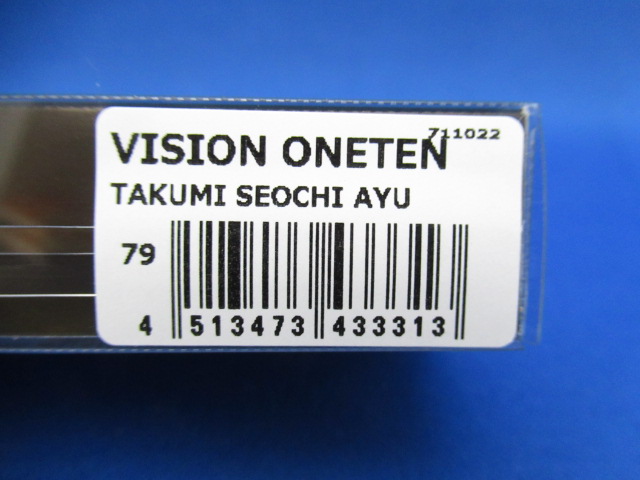 711022
VISION ONETEN
TAKUMI SEOCHI AYU
79
4 513473 433313